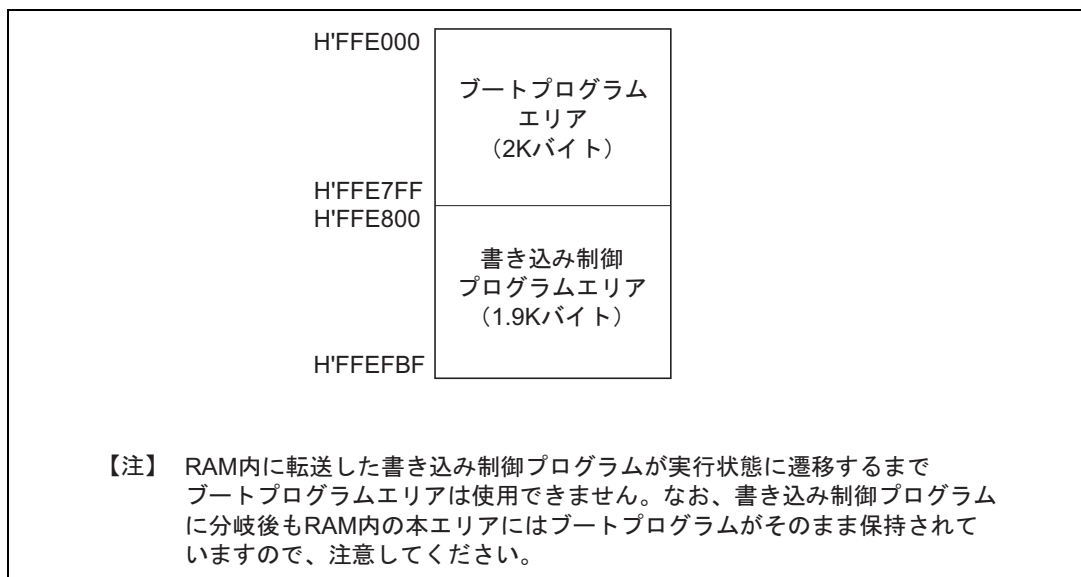 H'FFE000
ブートプログラム
エリア
（2Kバイト）
H'FFE7FF
H'FFE800
書き込み制御
プログラムエリア
（1.9Kバイト）
H'FFEFBF
【注】 RAM内に転送した書き込み制御プログラムが実行状態に遷移するまで
ブートプログラムエリアは使用できません。なお、書き込み制御プログラム
に分岐後もRAM内の本エリアにはブートプログラムがそのまま保持されて
いますので、注意してください。